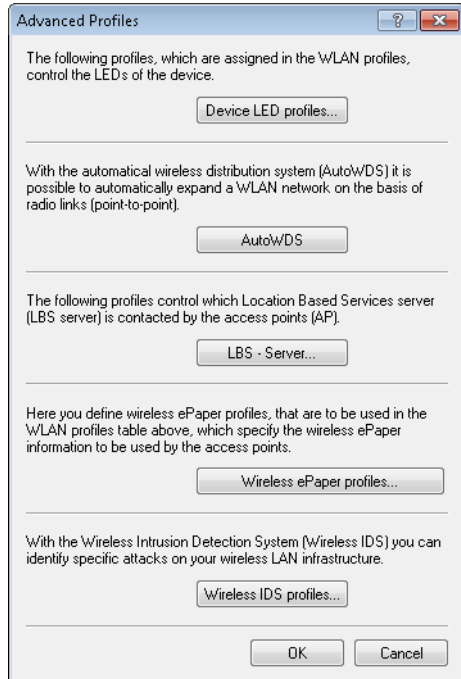 Advanced Profiles
The following profiles, which are assigned in the WLAN profiles,
control the LEDs of the device.
Device LED profiles...
With the automatical wireless distribution system (AutoWDS) it is
possible to automatically expand a WLAN network on the basis of
radio links (point-to-point).
AutoWDS
The following profiles control which Location Based Services server
(LBS server) is contacted by the access points (AP).
LBS - Server...
Here you define wireless ePaper profiles, that are to be used in the
WLAN profiles table above, which specify the wireless ePaper
information to be used by the access points.
Wireless ePaper profiles...
With the Wireless Intrusion Detection System (Wireless IDS) you can
identify specific attacks on your wireless LAN infrastructure.
Wireless IDS profiles...
OK Cancel